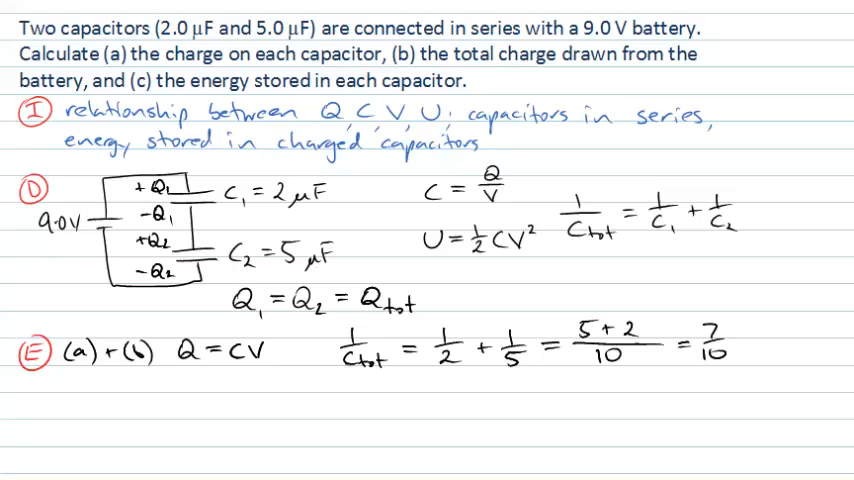 Two capacitors (2.0 μF and 5.0 μF) are connected in series with a 9.0 V battery.
Calculate (a) the charge on each capacitor, (b) the total charge drawn from the
battery, and (c) the energy stored in each capacitor.
I relationship between Q, C, V, U; capacitors in series,
energy stored in charged capacitors
D
9.0V
+Q₁
-Q₁
+Q₂
-Q₂
C₁ = 2 μF
C₂ = 5 μF
C = Q/V
U = 1/2 CV²
1/Ctot = 1/C₁ + 1/C₂
Q₁ = Q₂ = Qtot
E (a)+(b) Q = CV 1/Ctot = 1/2 + 1/5 = 5+2/10 = 7/10